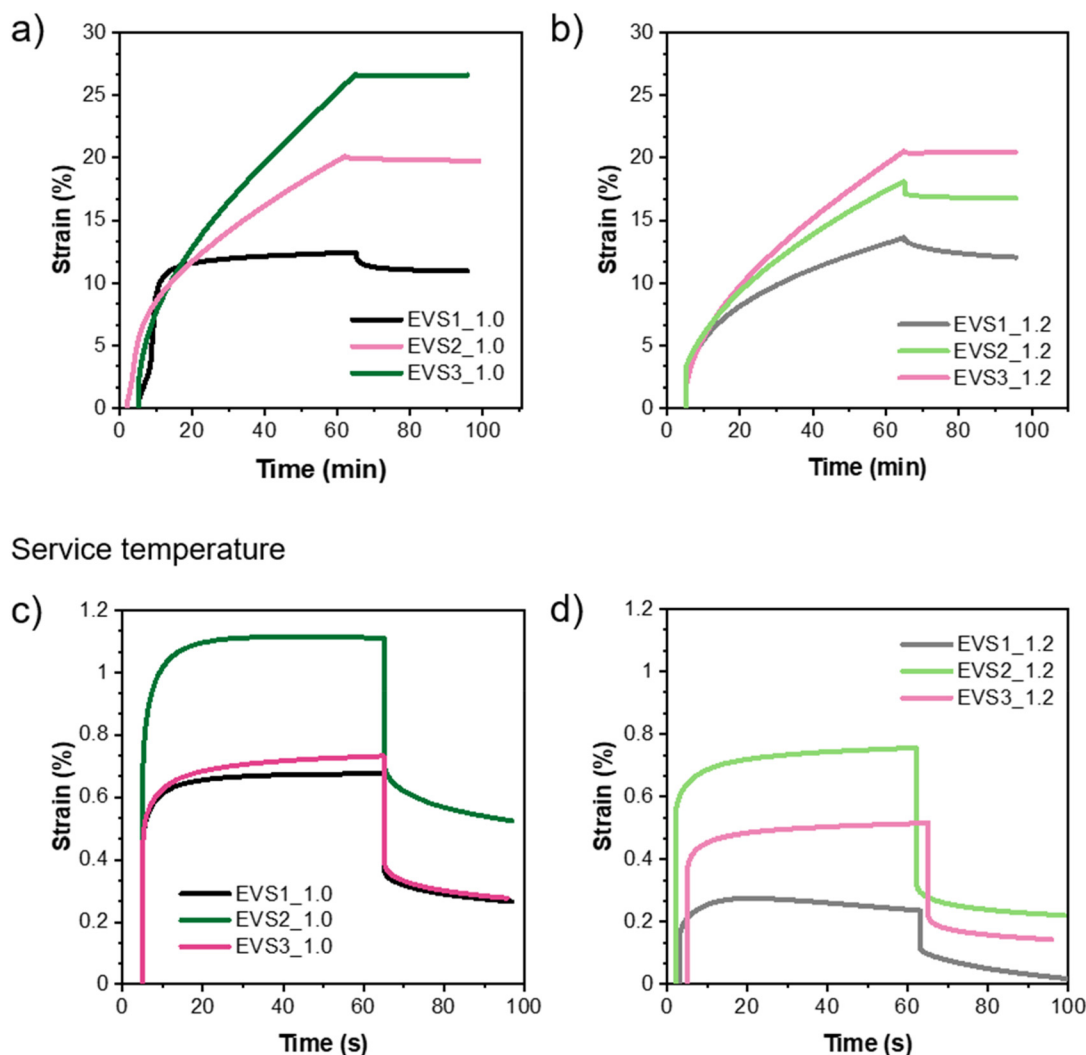 a)
30
25
20
15
10
5
0
Strain (%)
EVS1_1.0
EVS2_1.0
EVS3_1.0
0 20 40 60 80 100
Time (min)
b)
30
25
20
15
10
5
0
Strain (%)
EVS1_1.2
EVS2_1.2
EVS3_1.2
0 20 40 60 80 100
Time (min)
Service temperature
c)
1.2
1
0.8
0.6
0.4
0.2
0
Strain (%)
EVS1_1.0
EVS2_1.0
EVS3_1.0
0 20 40 60 80 100
Time (s)
d)
1.2
1
0.8
0.6
0.4
0.2
0
Strain (%)
EVS1_1.2
EVS2_1.2
EVS3_1.2
0 20 40 60 80 100
Time (s)